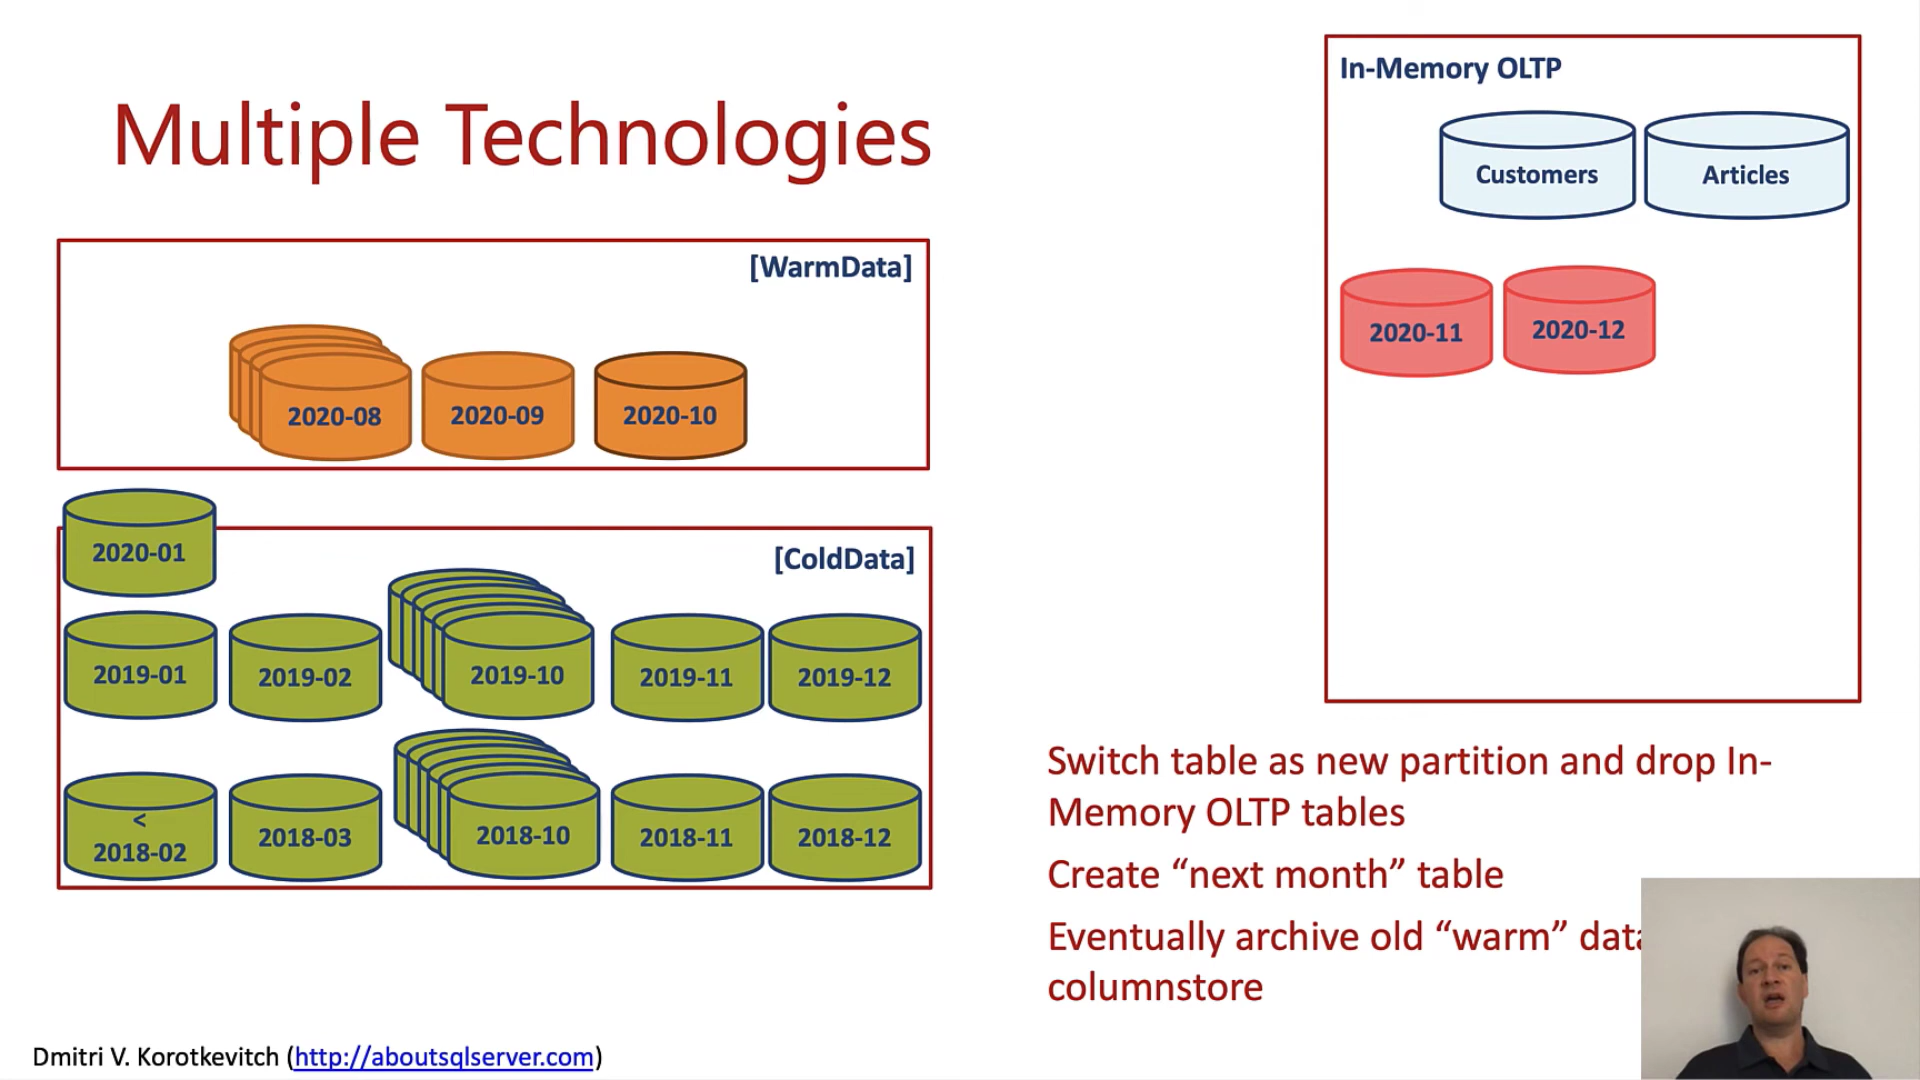 Multiple Technologies
In-Memory OLTP
Customers
Articles
2020-11
2020-12
[WarmData]
2020-08
2020-09
2020-10
2020-01
[ColdData]
2019-01
2019-02
2019-10
2019-11
2019-12
<
2018-02
2018-03
2018-10
2018-11
2018-12
Switch table as new partition and drop In-
Memory OLTP tables
Create “next month” table
Eventually archive old “warm” data
columnstore
Dmitri V. Korotkevitch (http://aboutsqlserver.com)